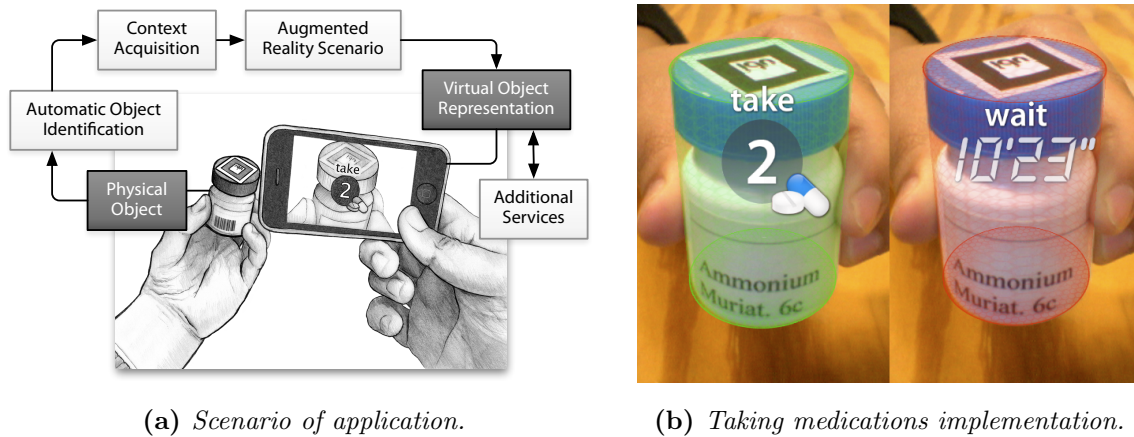 Context
Acquisition
Augmented
Reality Scenario
Automatic Object
Identification
Virtual Object
Representation
Physical
Object
Additional
Services
take
2
take
2
Ammonium
Muriat. 6c
wait
10'23"
Ammonium
Muriat. 6c
(a) Scenario of application.
(b) Taking medications implementation.